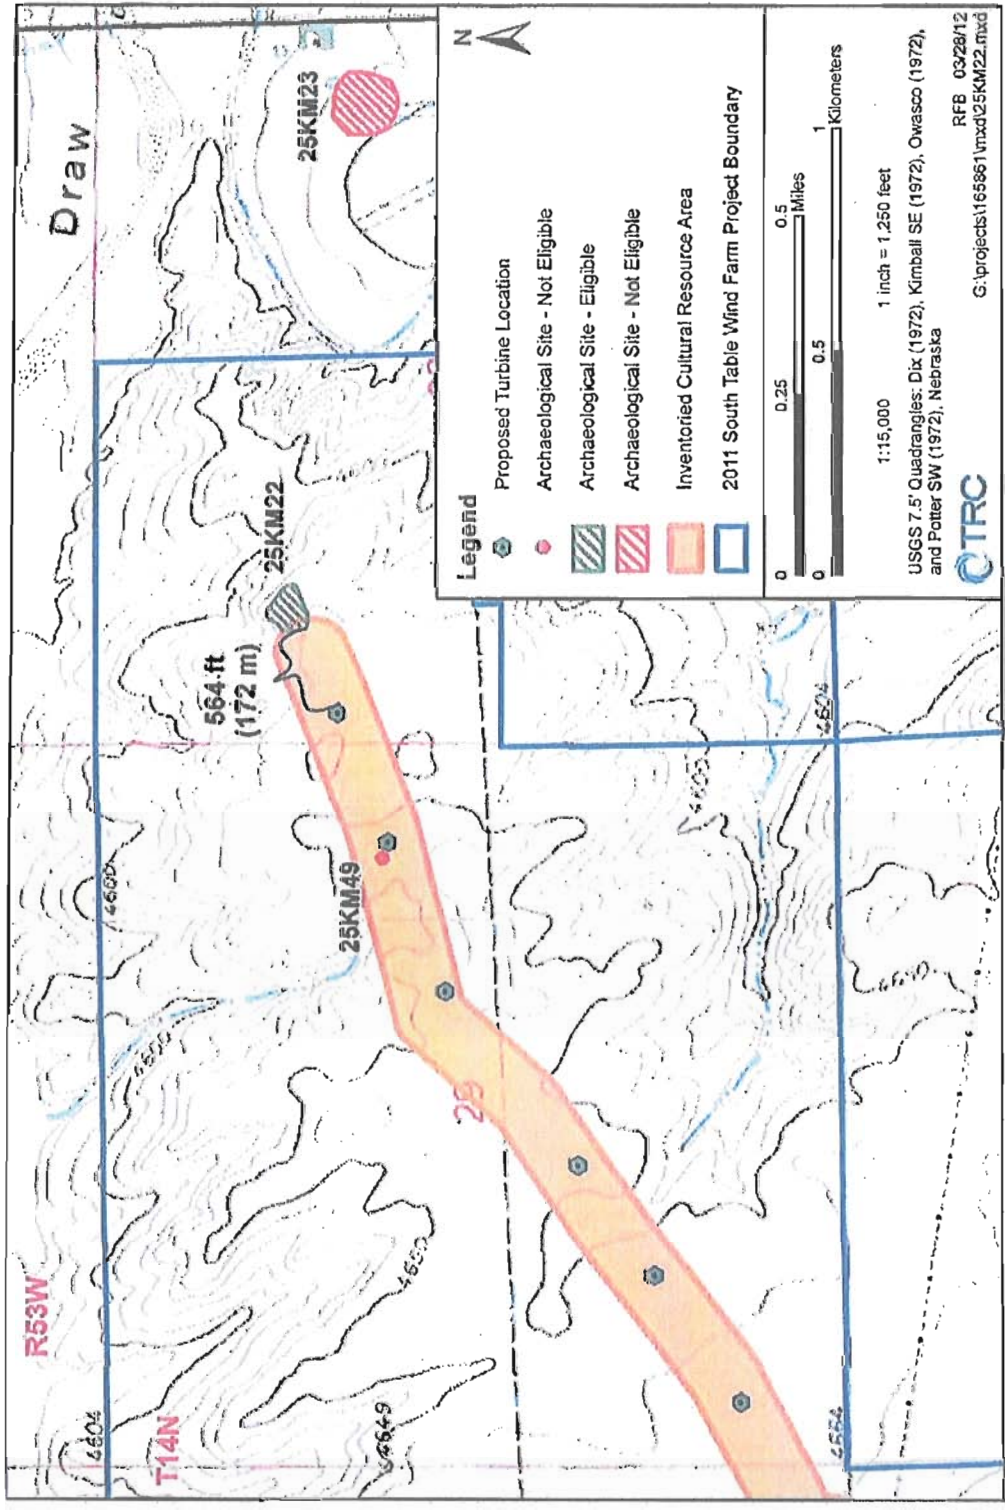 R53W
T14N
Draw
4604
4600
4600
4650
4649
4554
4604
4605
29
564 ft
(172 m)
25KM22
25KM23
25KM49
N
Legend
Proposed Turbine Location
Archaeological Site - Not Eligible
Archaeological Site - Eligible
Archaeological Site - Not Eligible
Inventoried Cultural Resource Area
2011 South Table Wind Farm Project Boundary
0 0.25 0.5
Miles
0 0.5 1
Kilometers
1:15,000 1 inch = 1,250 feet
USGS 7.5' Quadrangles: Dix (1972), Kimball SE (1972), Owasco (1972),
and Potter SW (1972), Nebraska
TRC
RFB 03/28/12
G:\projects\165861\mxd\25KM22.mxd